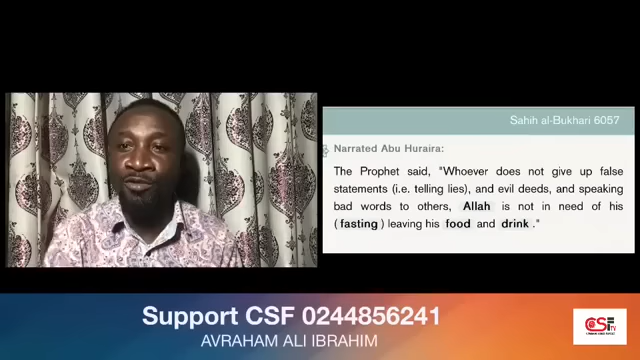 Sahih al-Bukhari 6057
Narrated Abu Huraira:
The Prophet said, "Whoever does not give up false
statements (i.e. telling lies), and evil deeds, and speaking
bad words to others, Allah is not in need of his
(fasting) leaving his food and drink."
Support CSF 0244856241
AVRAHAM ALI IBRAHIM
CSF
TV